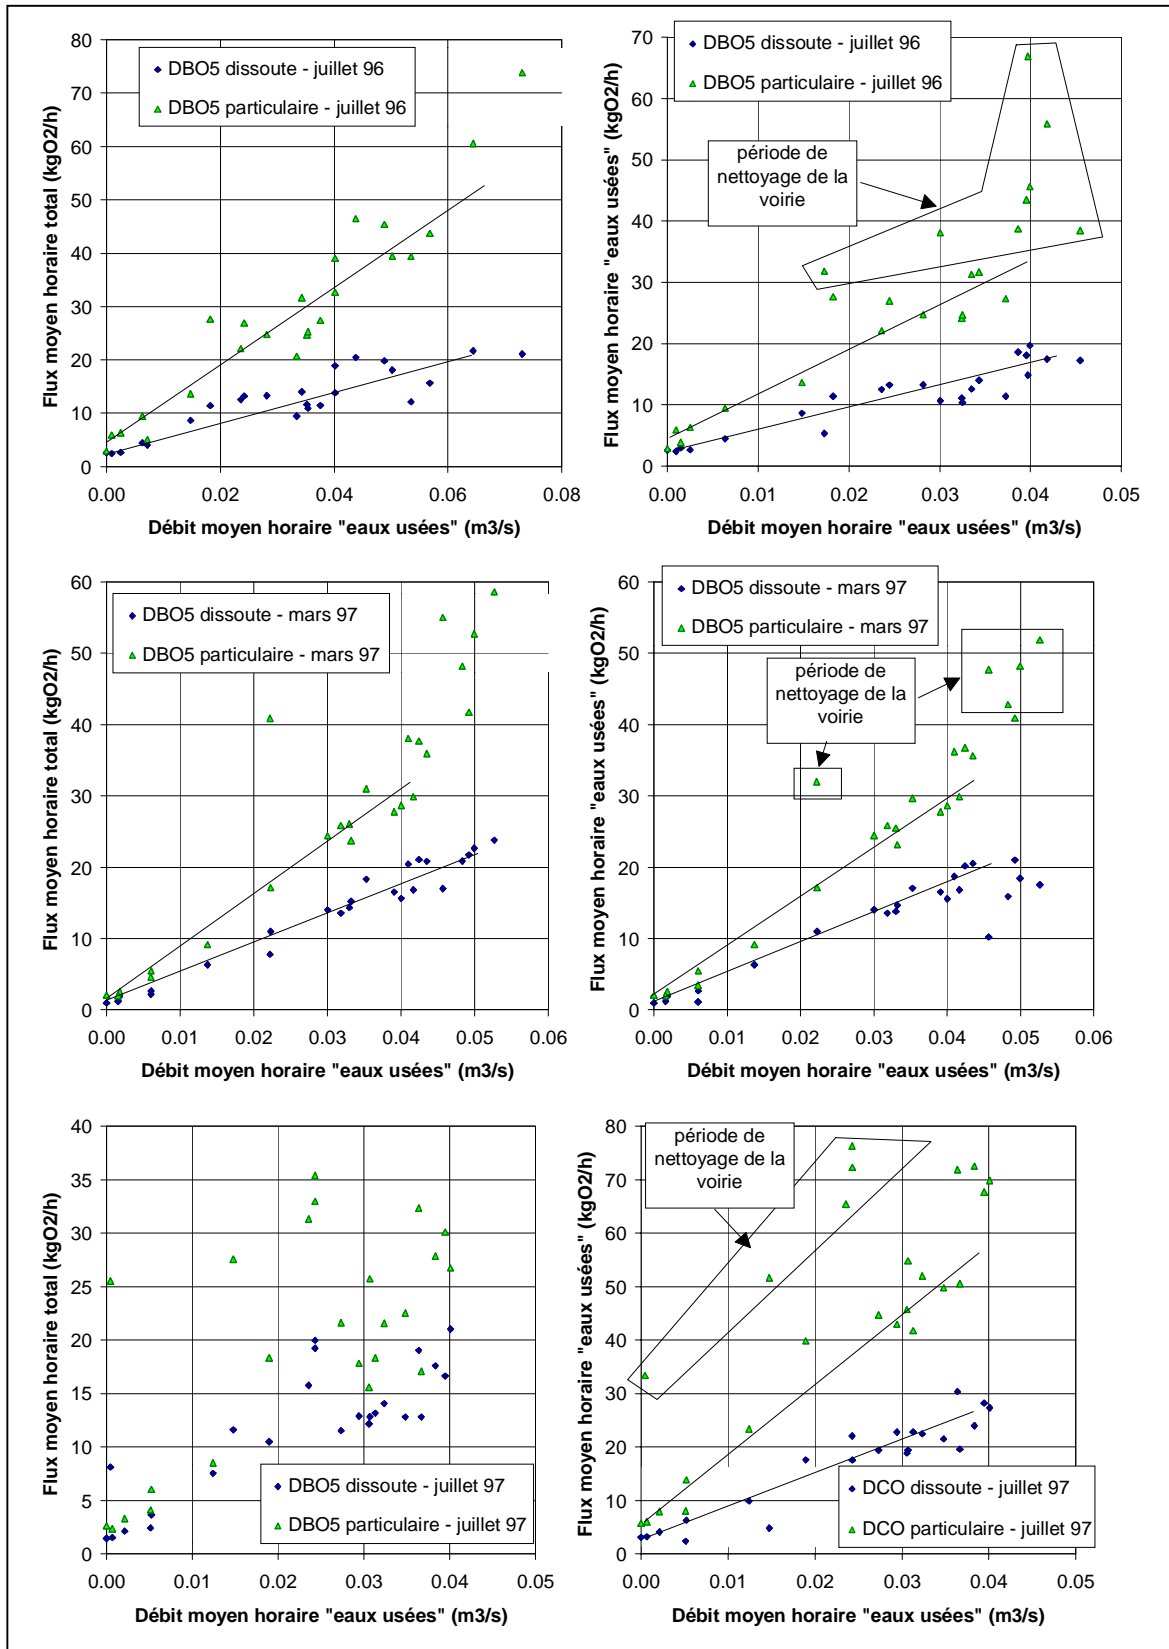 Flux moyen horaire total (kgO2/h)
80
70
60
50
40
30
20
10
0
DBO5 dissoute - juillet 96
DBO5 particulaire - juillet 96
0.00 0.02 0.04 0.06 0.08
Débit moyen horaire "eaux usées" (m3/s)
Flux moyen horaire "eaux usées" (kgO2/h)
70
60
50
40
30
20
10
0
DBO5 dissoute - juillet 96
DBO5 particulaire - juillet 96
période de
nettoyage de la
voirie
0.00 0.01 0.02 0.03 0.04 0.05
Débit moyen horaire "eaux usées" (m3/s)
Flux moyen horaire total (kgO2/h)
60
50
40
30
20
10
0
DBO5 dissoute - mars 97
DBO5 particulaire - mars 97
0.00 0.01 0.02 0.03 0.04 0.05 0.06
Débit moyen horaire "eaux usées" (m3/s)
Flux moyen horaire "eaux usées" (kgO2/h)
60
50
40
30
20
10
0
DBO5 dissoute - mars 97
DBO5 particulaire - mars 97
période de
nettoyage de la
voirie
0.00 0.01 0.02 0.03 0.04 0.05 0.06
Débit moyen horaire "eaux usées" (m3/s)
Flux moyen horaire total (kgO2/h)
40
35
30
25
20
15
10
5
0
DBO5 dissoute - juillet 97
DBO5 particulaire - juillet 97
0.00 0.01 0.02 0.03 0.04 0.05
Débit moyen horaire "eaux usées" (m3/s)
Flux moyen horaire "eaux usées" (kgO2/h)
80
70
60
50
40
30
20
10
0
période de
nettoyage de la
voirie
DCO dissoute - juillet 97
DCO particulaire - juillet 97
0.00 0.01 0.02 0.03 0.04 0.05
Débit moyen horaire "eaux usées" (m3/s)